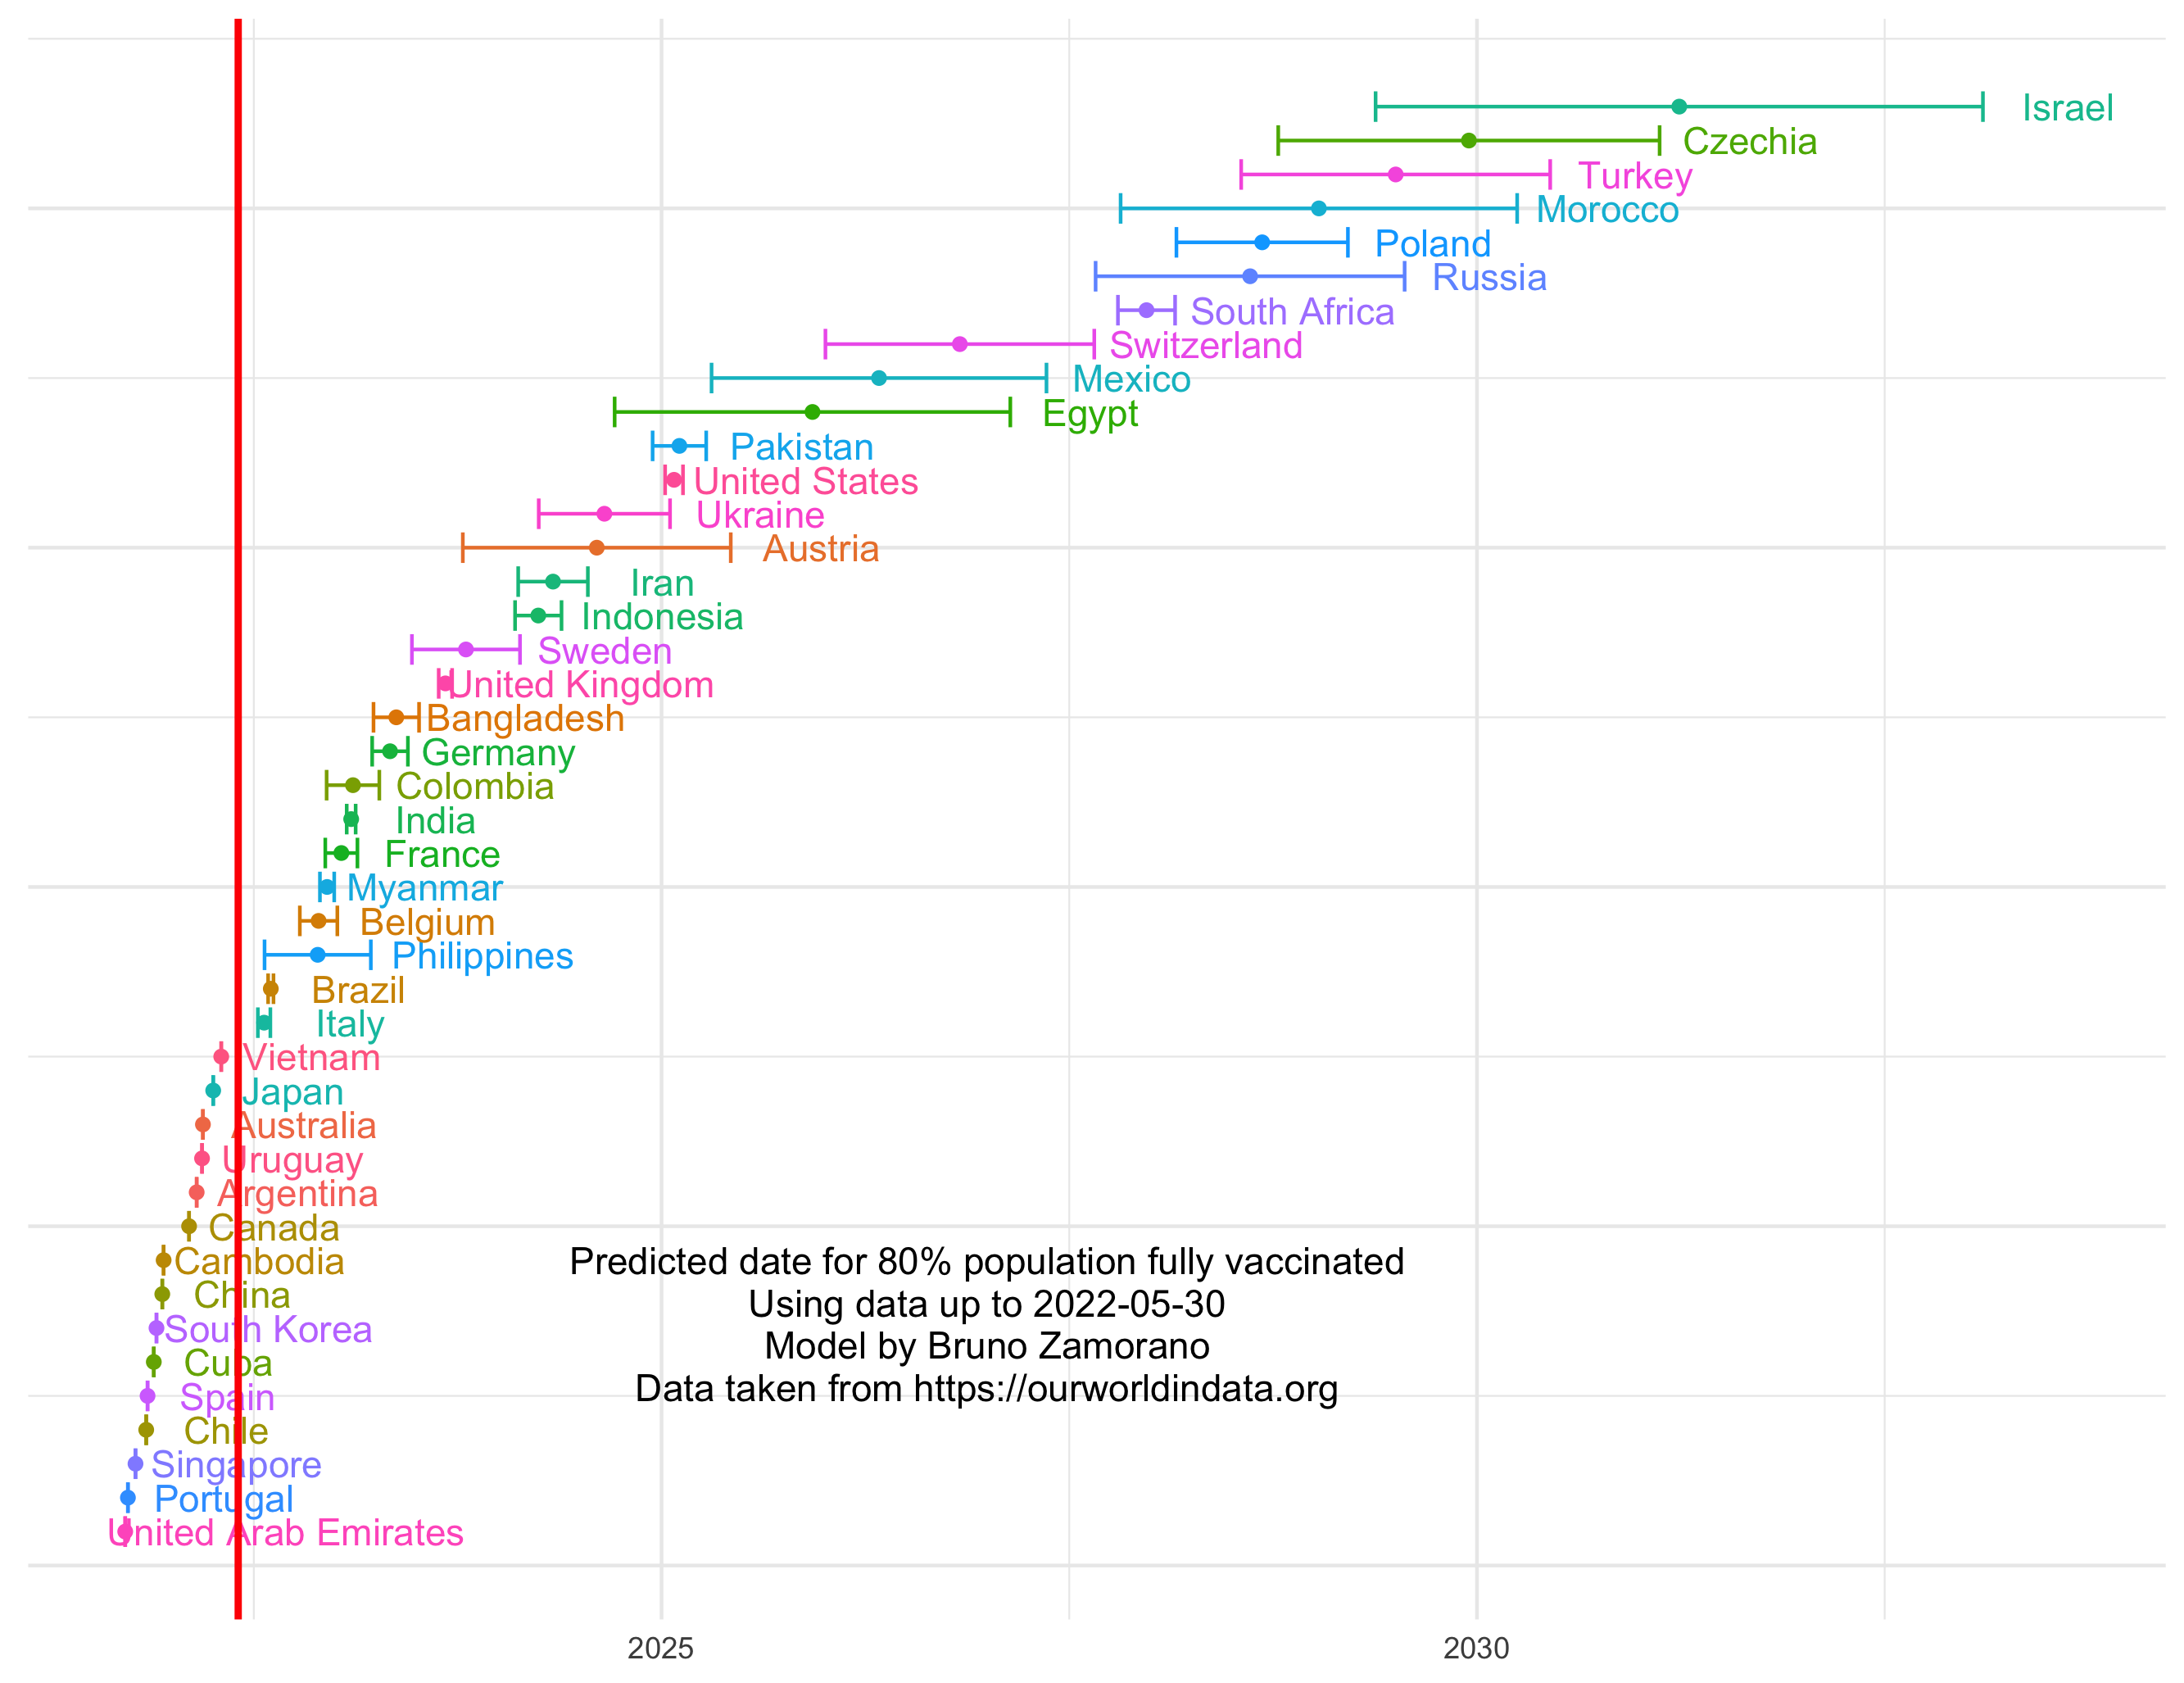 Israel
Czechia
Turkey
Morocco
Poland
Russia
South Africa
Switzerland
Mexico
Egypt
Pakistan
United States
Ukraine
Austria
Iran
Indonesia
Sweden
United Kingdom
Bangladesh
Germany
Colombia
India
France
Myanmar
Belgium
Philippines
Brazil
Italy
Vietnam
Japan
Australia
Uruguay
Argentina
Canada
Cambodia
China
South Korea
Cuba
Spain
Chile
Singapore
Portugal
United Arab Emirates
Predicted date for 80% population fully vaccinated
Using data up to 2022-05-30
Model by Bruno Zamorano
Data taken from https://ourworldindata.org
2025
2030